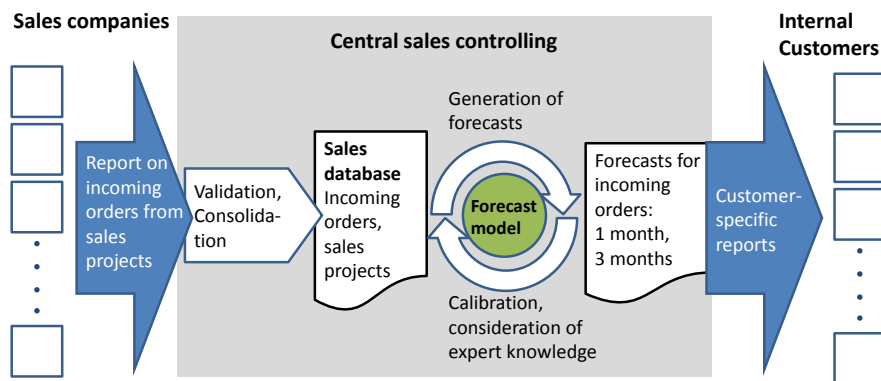 Sales companies
Central sales controlling
Internal
Customers
Report on
incoming
orders from
sales
projects
Validation,
Consolida-
tion
Sales
database
Incoming
orders,
sales
projects
Generation of
forecasts
Forecast
model
Calibration,
consideration of
expert knowledge
Forecasts for
incoming
orders:
1 month,
3 months
Customer-
specific
reports